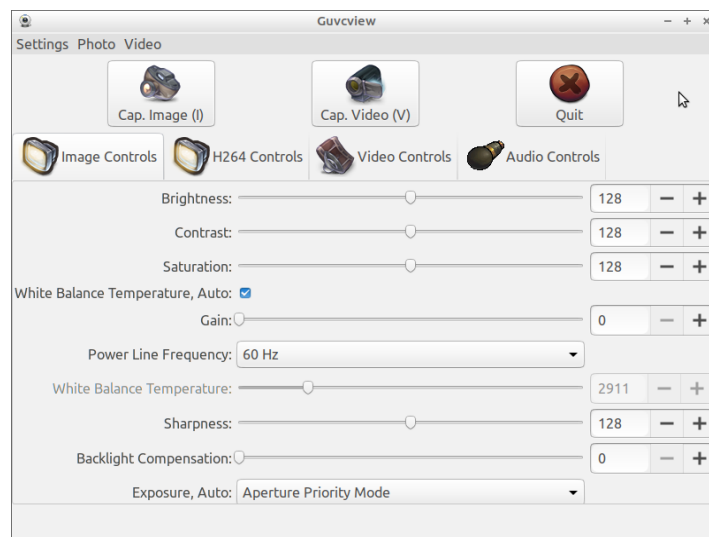 Guvcview
Settings Photo Video
Cap. Image (I) Cap. Video (V) Quit
Image Controls H264 Controls Video Controls Audio Controls
Brightness: 128
Contrast: 128
Saturation: 128
White Balance Temperature, Auto:
Gain: 0
Power Line Frequency: 60 Hz
White Balance Temperature: 2911
Sharpness: 128
Backlight Compensation: 0
Exposure, Auto: Aperture Priority Mode